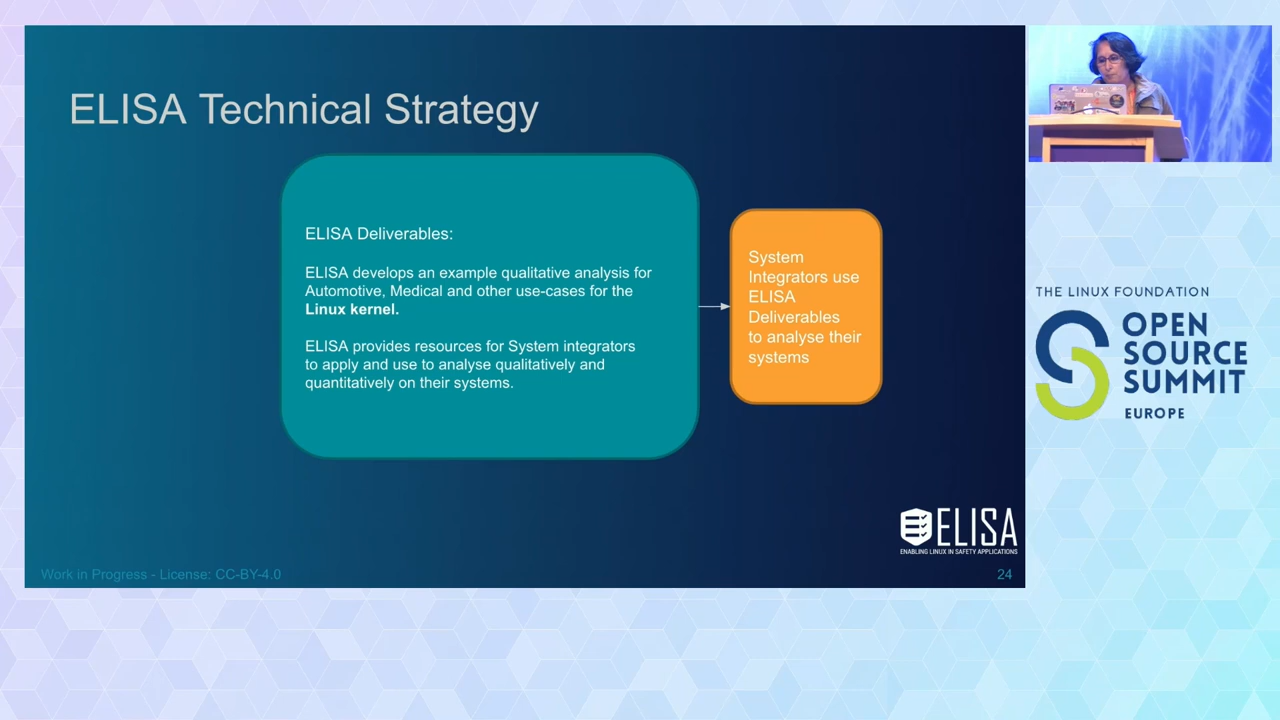 ELISA Technical Strategy
ELISA Deliverables:
ELISA develops an example qualitative analysis for
Automotive, Medical and other use-cases for the
Linux kernel.
ELISA provides resources for System integrators
to apply and use to analyse qualitatively and
quantitatively on their systems.
System
Integrators use
ELISA
Deliverables
to analyse their
systems
ELISA
ENABLING LINUX IN SAFETY APPLICATIONS
Work in Progress - License: CC-BY-4.0
24
THE LINUX FOUNDATION
OPEN
SOURCE
SUMMIT
EUROPE